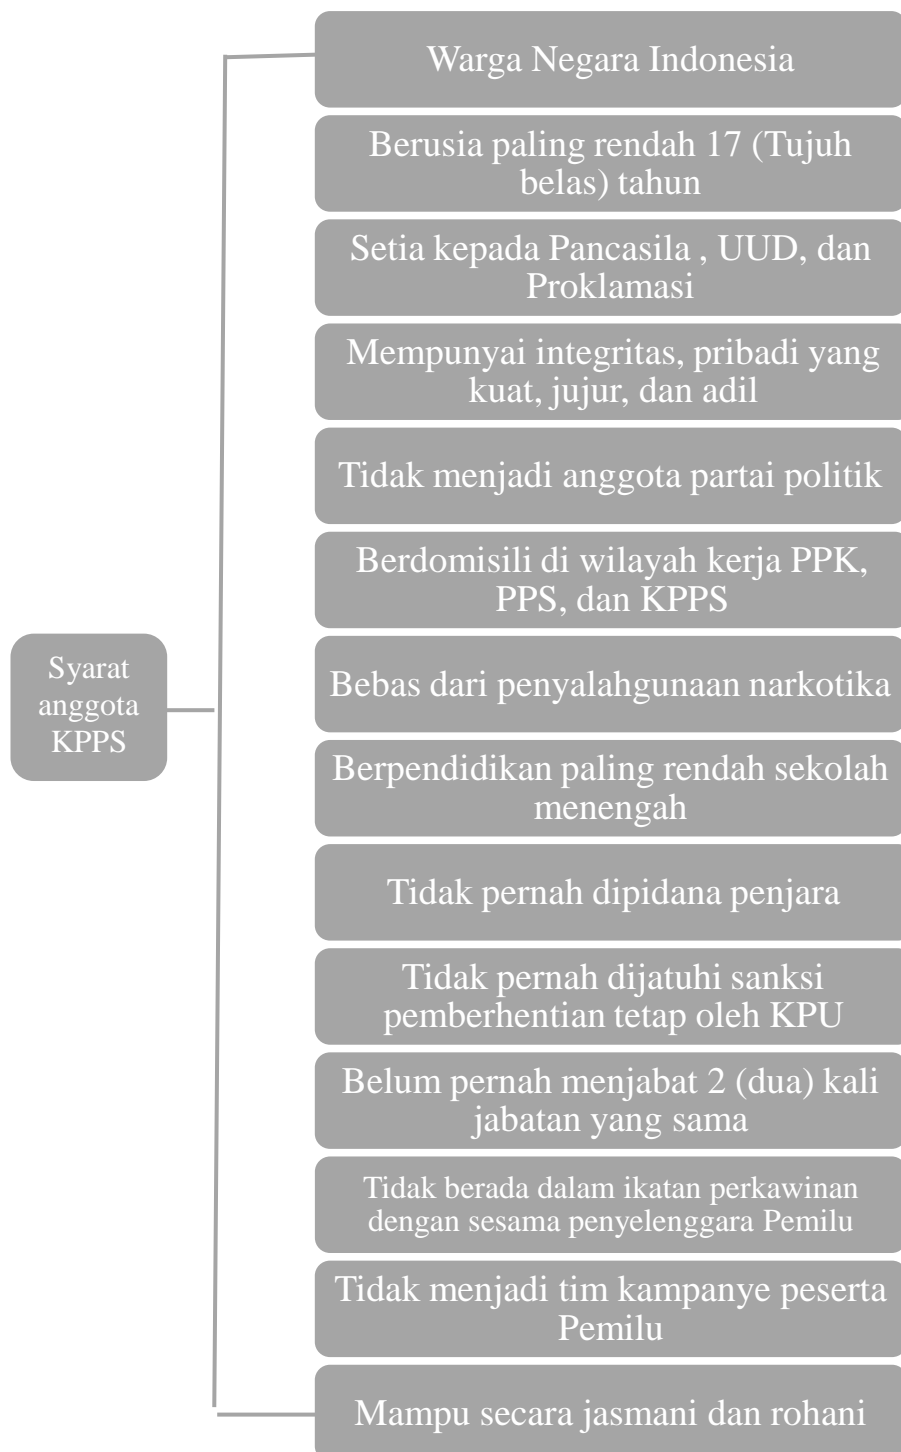 Warga Negara Indonesia
Berusia paling rendah 17 (Tujuh
belas) tahun
Setia kepada Pancasila , UUD, dan
Proklamasi
Mempunyai integritas, pribadi yang
kuat, jujur, dan adil
Tidak menjadi anggota partai politik
Berdomisili di wilayah kerja PPK,
PPS, dan KPPS
Syarat
anggota
KPPS
Bebas dari penyalahgunaan narkotika
Berpendidikan paling rendah sekolah
menengah
Tidak pernah dipidana penjara
Tidak pernah dijatuhi sanksi
pemberhentian tetap oleh KPU
Belum pernah menjabat 2 (dua) kali
jabatan yang sama
Tidak berada dalam ikatan perkawinan
dengan sesama penyelenggara Pemilu
Tidak menjadi tim kampanye peserta
Pemilu
Mampu secara jasmani dan rohani